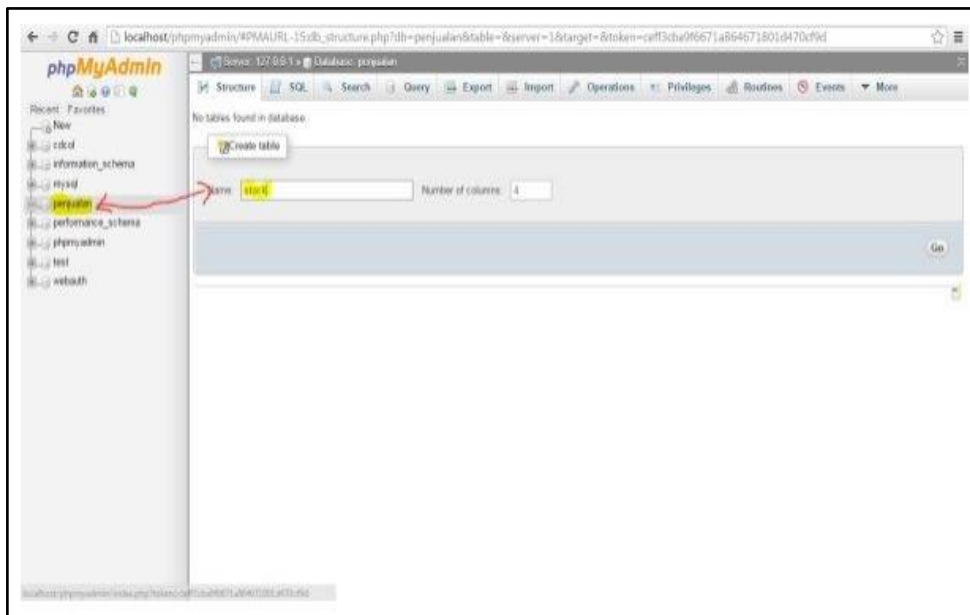 localhost/phpmyadmin/#PMAURL-15:db_structure.php?db=penjualan&table=&server=1&target=&token=
phpMyAdmin
Recent Favorites
New
cdcol
information_schema
mysql
penjualan
performance_schema
phpmyadmin
test
webauth
Server: 127.0.0.1 » Database: penjualan
Structure SQL Search Query Export Import Operations Privileges Routines Events More
No tables found in database
Create table
Name: Number of columns: 4
Go